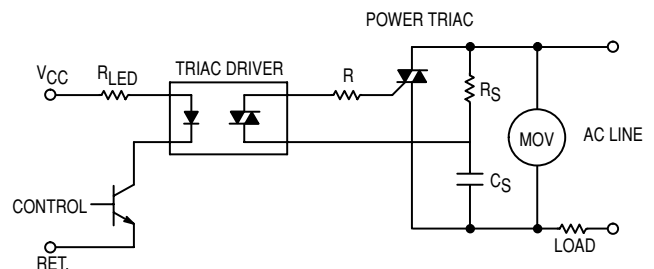 POWER TRIAC
VCC
RLED
TRIAC DRIVER
R
RS
MOV
AC LINE
CS
CONTROL
RET.
LOAD